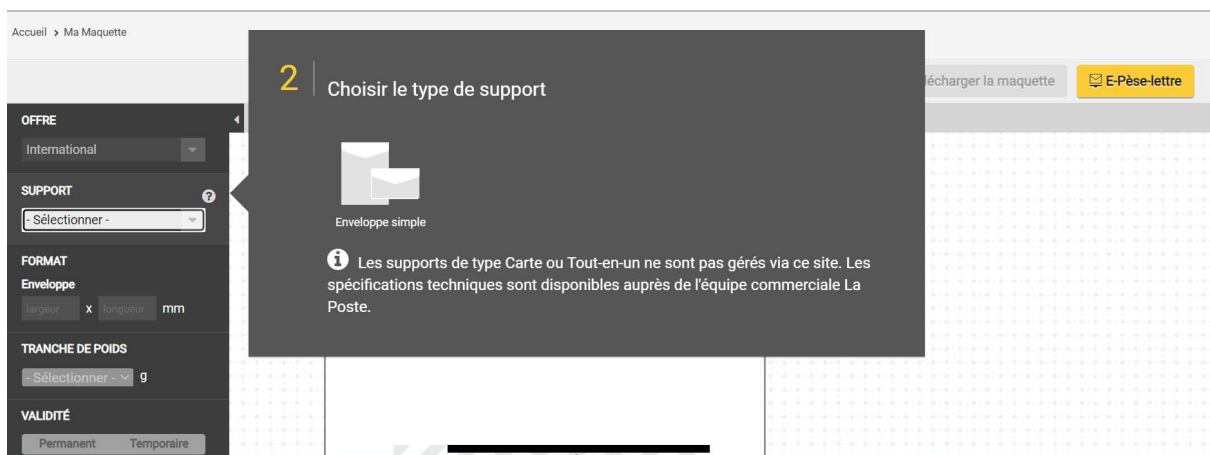 Accueil > Ma Maquette
2
Choisir le type de support
lécharger la maquette
E-Pèse-lettre
OFFRE
International
SUPPORT
?
- Sélectionner -
Enveloppe simple
i Les supports de type Carte ou Tout-en-un ne sont pas gérés via ce site. Les
spécifications techniques sont disponibles auprès de l'équipe commerciale La
Poste.
FORMAT
Enveloppe
largeur x longueur mm
TRANCHE DE POIDS
- Sélectionner - g
VALIDITÉ
Permanent Temporaire